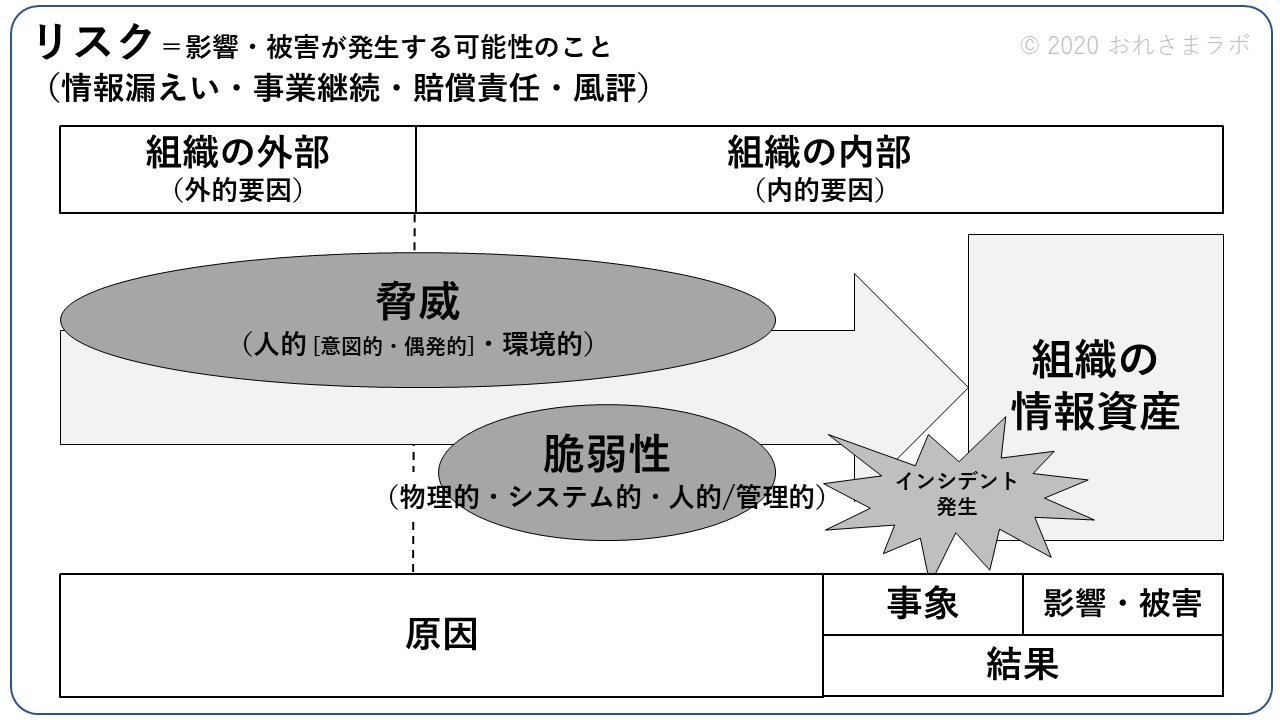 リスク＝影響・被害が発生する可能性のこと
© 2020 おれさまラボ
（情報漏えい・事業継続・賠償責任・風評）
組織の外部
（外的要因）
組織の内部
（内的要因）
脅威
（人的 [意図的・偶発的]・環境的）
組織の
情報資産
脆弱性
（物理的・システム的・人的/管理的）
インシデント
発生
原因
事象
影響・被害
結果